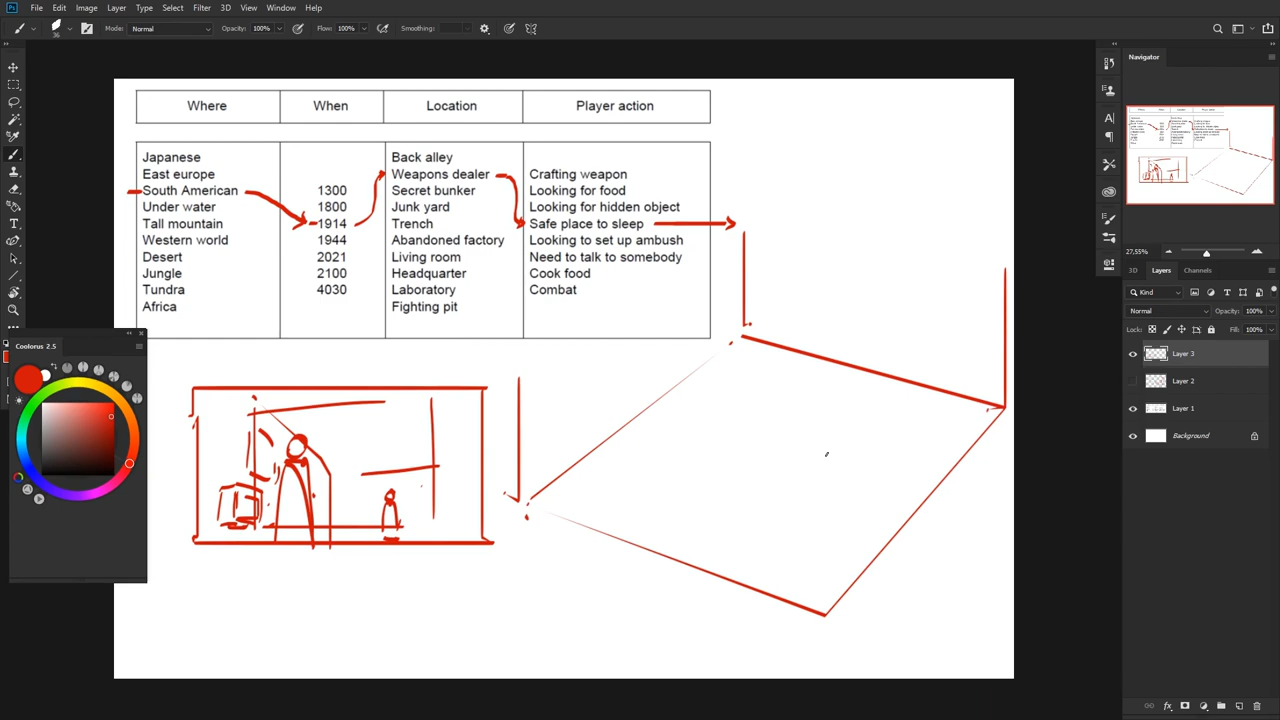 File Edit Image Layer Type Select Filter 3D View Window Help
Mode: Normal Opacity: 100% Flow: 100% Smoothing:
Navigator
27,55%
3D Layers Channels
Kind
Normal Opacity: 100%
Lock: Fill: 100%
Layer 3
Layer 2
Layer 1
Background
Coolorus 2.5
Where When Location Player action
Japanese Back alley
East europe Weapons dealer Crafting weapon
South American 1300 Secret bunker Looking for food
Under water 1800 Junk yard Looking for hidden object
Tall mountain 1914 Trench Safe place to sleep
Western world 1944 Abandoned factory Looking to set up ambush
Desert 2021 Living room Need to talk to somebody
Jungle 2100 Headquarter Cook food
Tundra 4030 Laboratory Combat
Africa Fighting pit